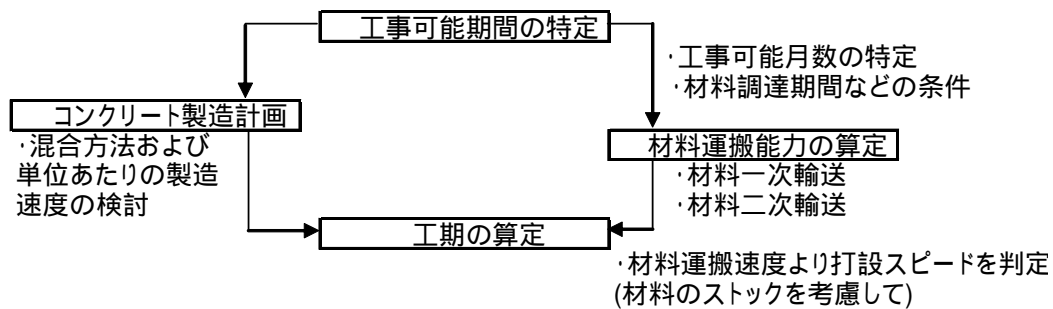 工事可能期間の特定
・工事可能月数の特定
・材料調達期間などの条件
コンクリート製造計画
・混合方法および
単位あたりの製造
速度の検討
材料運搬能力の算定
・材料一次輸送
・材料二次輸送
工期の算定
・材料運搬速度より打設スピードを判定
(材料のストックを考慮して)